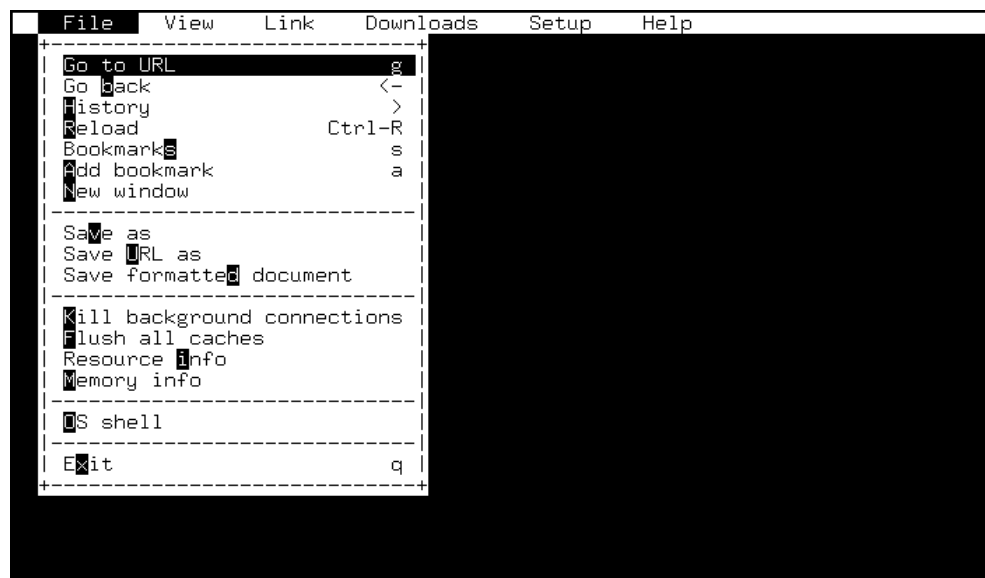 File View Link Downloads Setup Help
Go to URL g
Go back <-
History >
Reload Ctrl-R
Bookmarks s
Add bookmark a
New window
Save as
Save URL as
Save formatted document
Kill background connections
Flush all caches
Resource info
Memory info
OS shell
Exit q